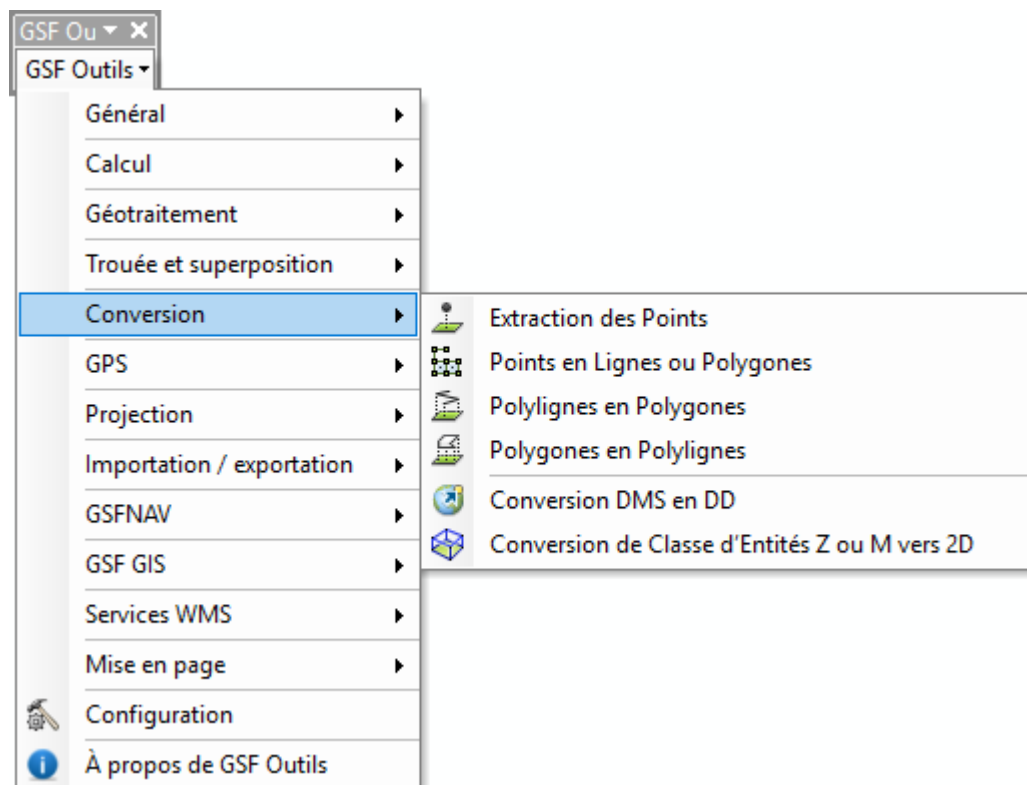 GSF Ou
GSF Outils
Général
Calcul
Géotraitement
Trouée et superposition
Conversion
GPS
Projection
Importation / exportation
GSFNAV
GSF GIS
Services WMS
Mise en page
Configuration
À propos de GSF Outils
Extraction des Points
Points en Lignes ou Polygones
Polylignes en Polygones
Polygones en Polylignes
Conversion DMS en DD
Conversion de Classe d'Entités Z ou M vers 2D